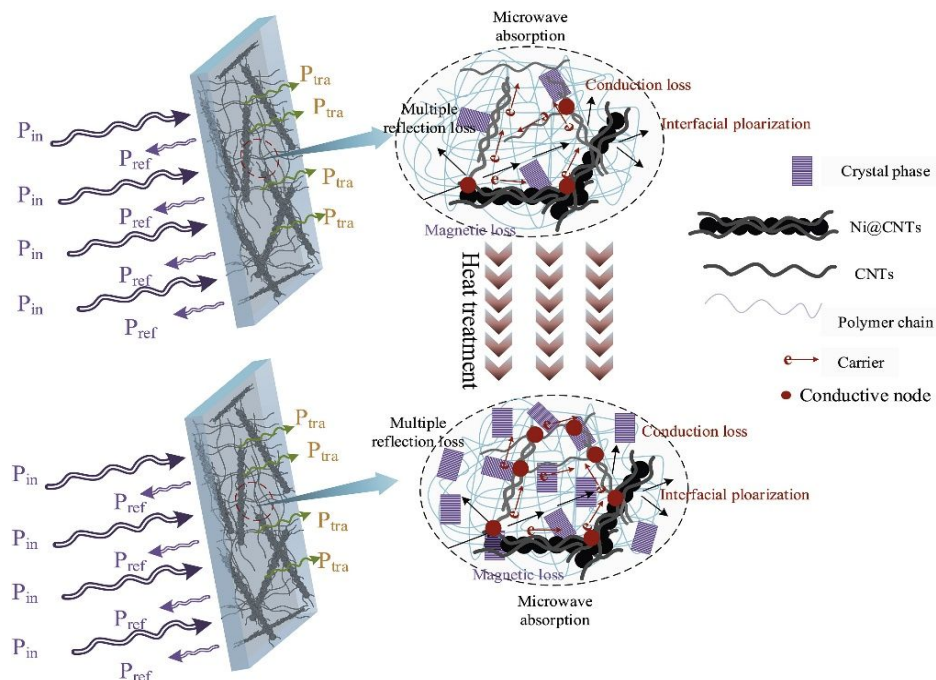 Microwave
absorption
P_tra
P_tra
P_in
P_ref
P_in
P_ref
P_tra
P_in
P_ref
P_tra
P_in
P_ref
P_in
P_ref
Conduction loss
Multiple
reflection loss
Interfacial ploarization
e
e
e
e
e
e
Magnetic loss
Crystal phase
Ni@CNTs
CNTs
Polymer chain
e Carrier
Conductive node
Heat treatment
P_tra
P_tra
P_in
P_ref
P_in
P_ref
P_tra
P_in
P_ref
P_tra
P_in
P_ref
P_ref
Multiple
reflection loss
Conduction loss
Interfacial ploarization
e
e
e
e
e
e
Magnetic loss
Microwave
absorption